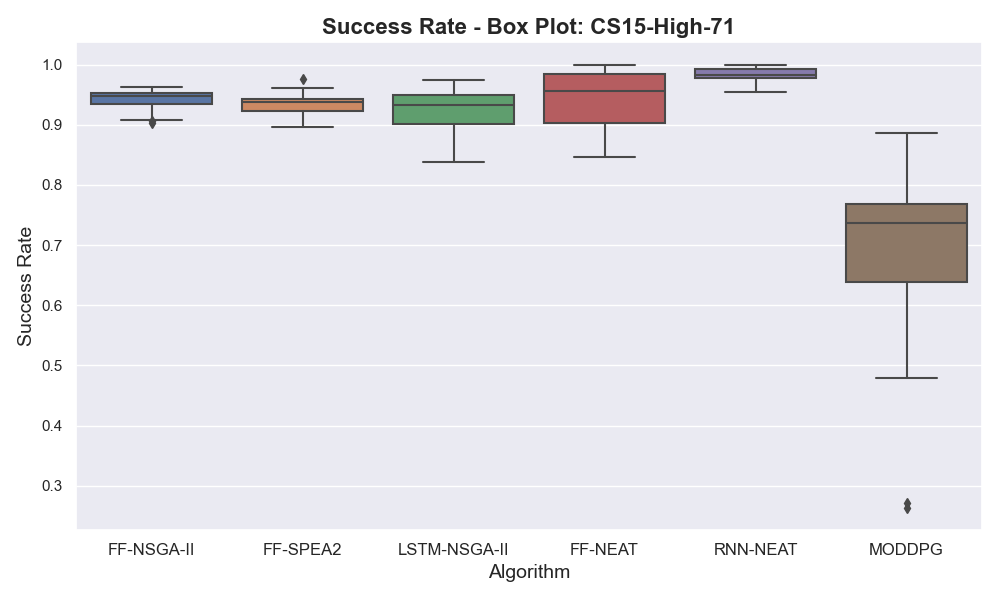 Success Rate - Box Plot: CS15-High-71
Success Rate
1.0
0.9
0.8
0.7
0.6
0.5
0.4
0.3
FF-NSGA-II
FF-SPEA2
LSTM-NSGA-II
FF-NEAT
RNN-NEAT
MODDPG
Algorithm